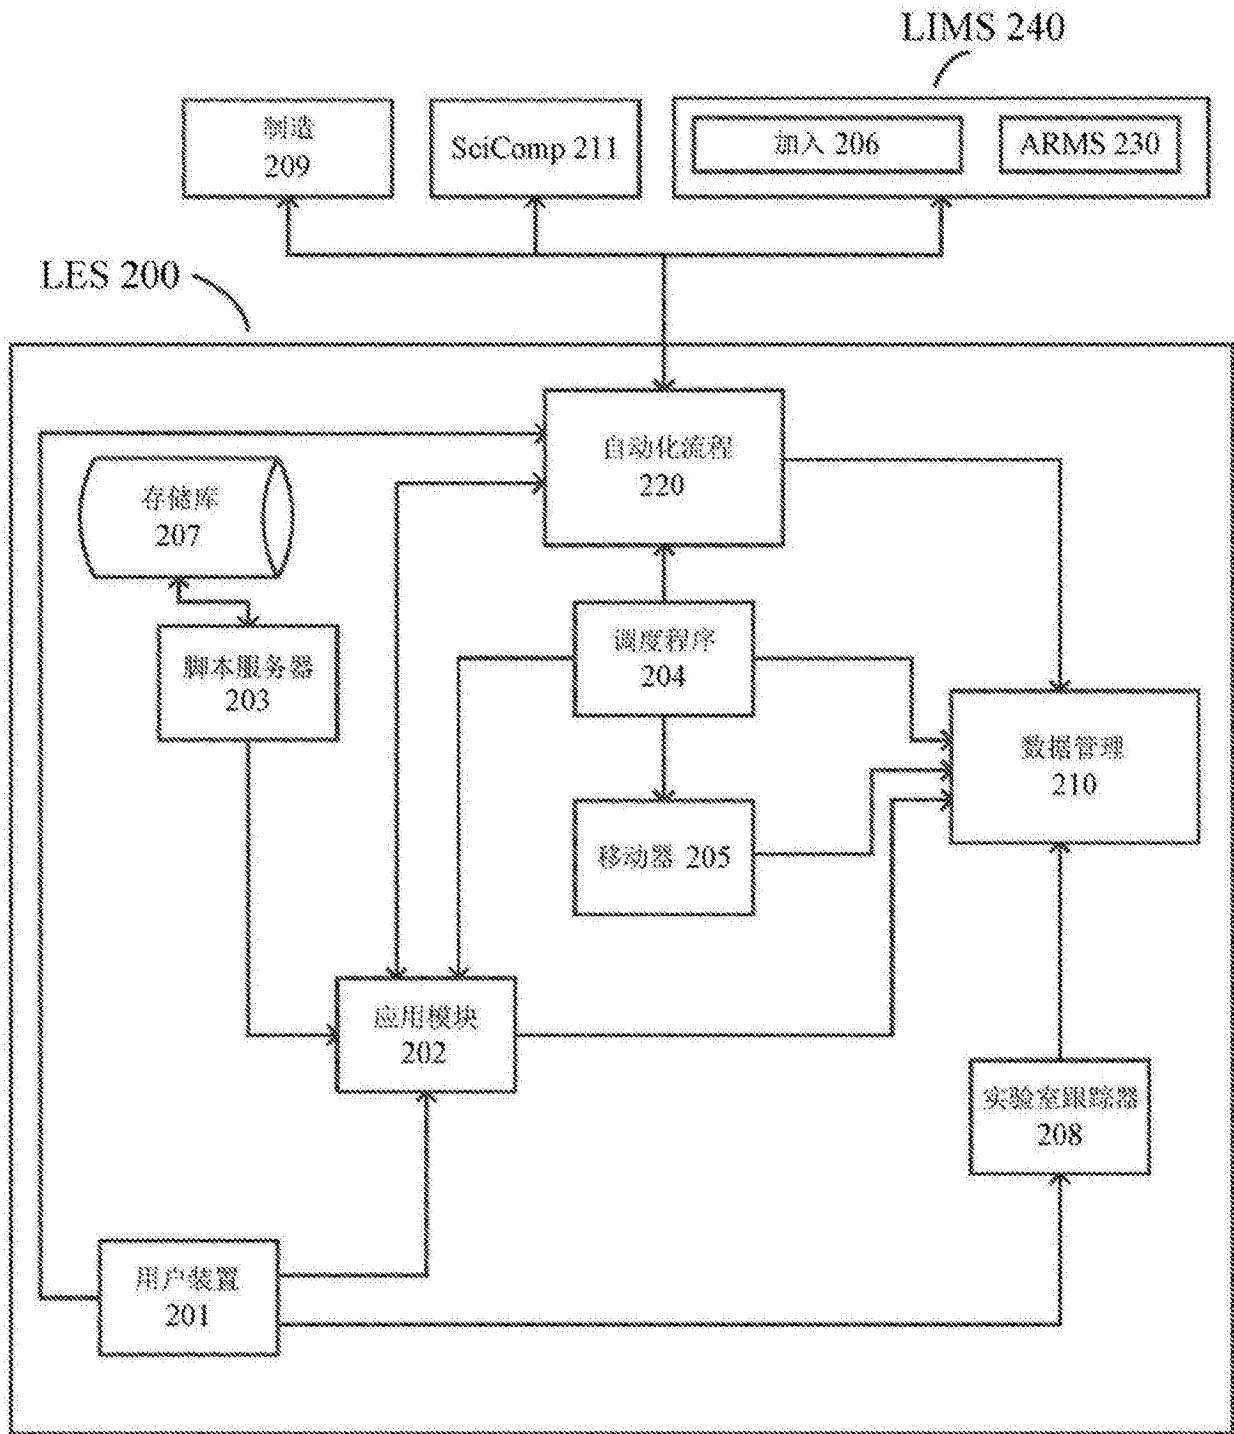 LIMS 240
制造
209
SciComp 211
加入 206
ARMS 230
LES 200
自动化流程
220
存储库
207
脚本服务器
203
调度程序
204
数据管理
210
移动器 205
应用模块
202
实验室跟踪器
208
用户装置
201